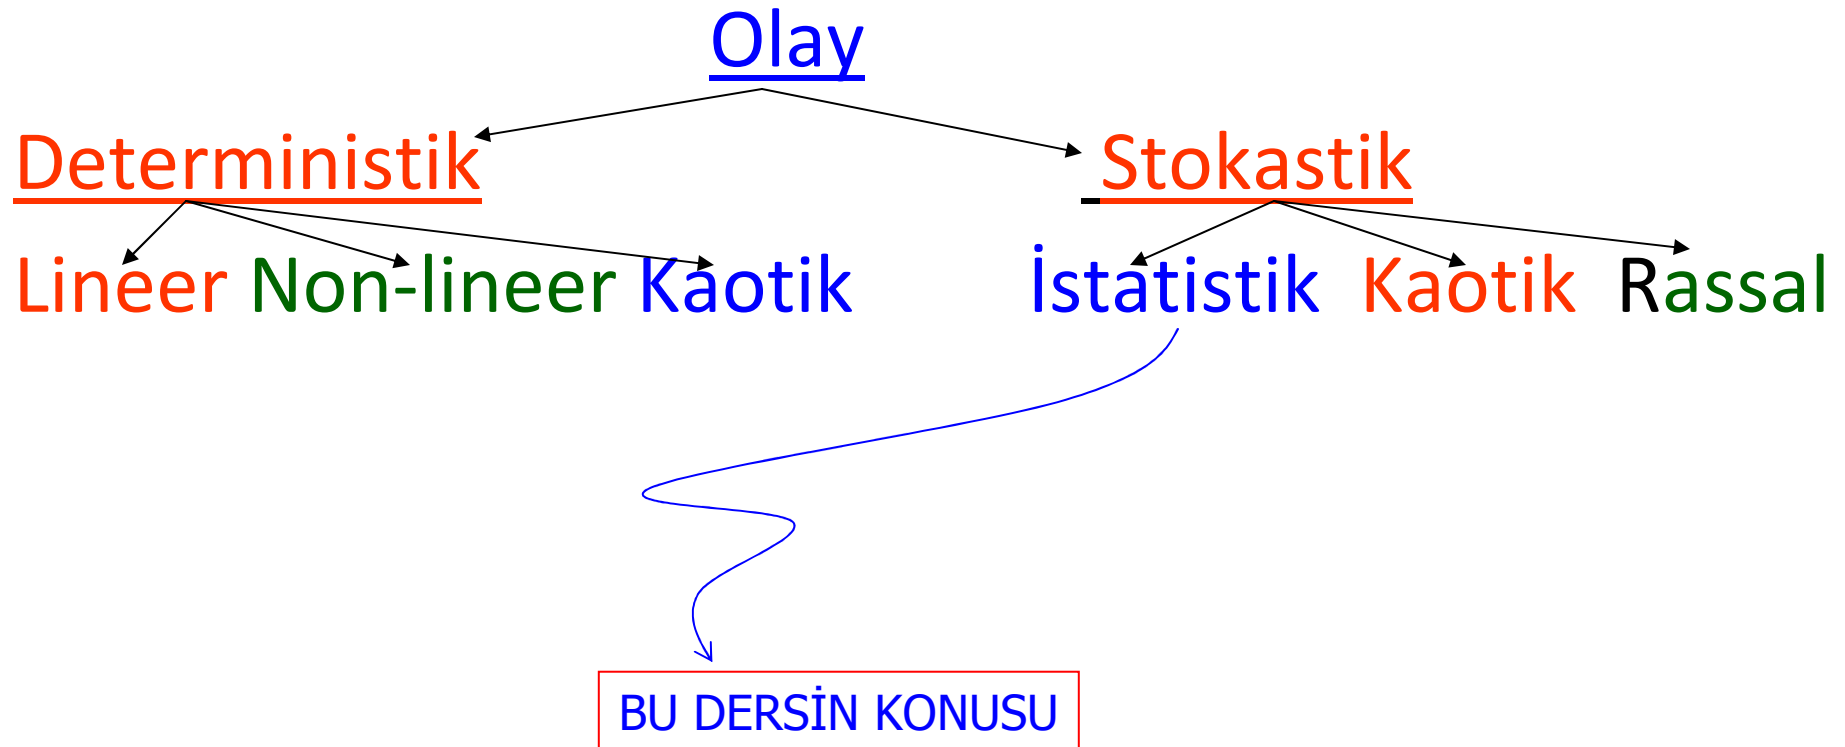 Olay
Deterministik Stokastik
Lineer Non-lineer Kaotik İstatistik Kaotik Rassal
BU DERSİN KONUSU